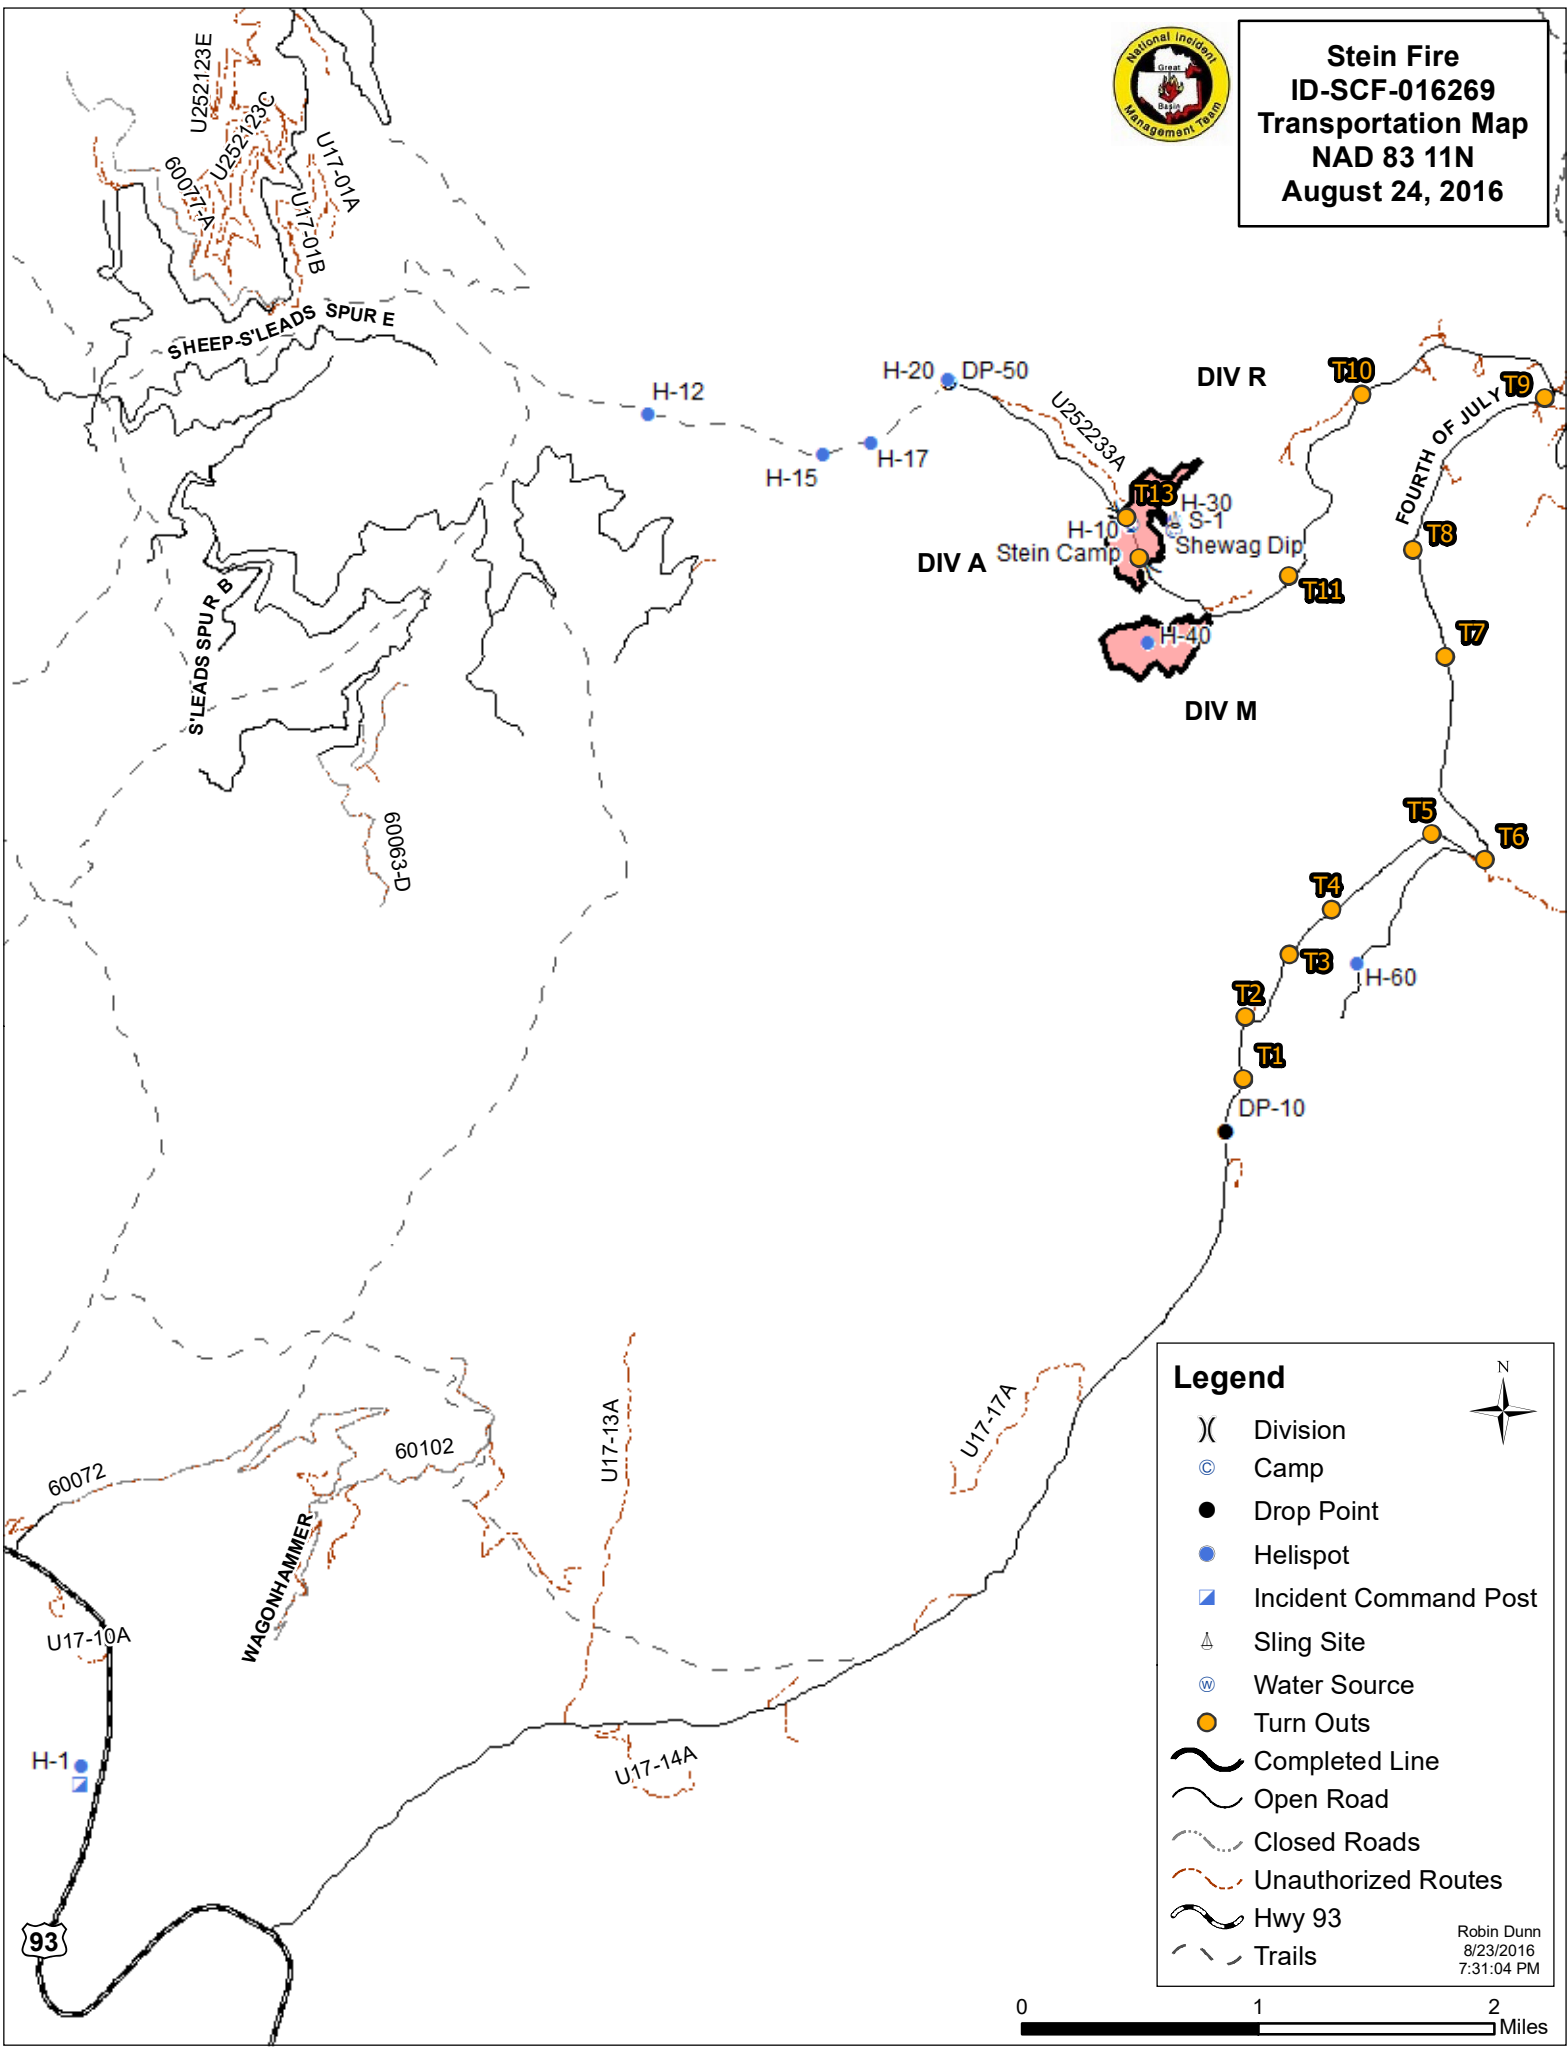 National Incident
Great
Basin
Management Team
Stein Fire
ID-SCF-016269
Transportation Map
NAD 83 11N
August 24, 2016
U252123E
U252123C
60077-A
U17-01A
U17-01B
SHEEP-S'LEADS SPUR E
H-12
H-15
H-17
H-20
DP-50
U252233A
DIV R
T10
T9
FOURTH OF JULY
T13
H-30
H-10
S-1
Stein Camp
Shewag Dip
DIV A
T8
T11
H-40
T7
DIV M
S'LEADS SPUR B
60063-D
T5
T6
T4
T3
H-60
T2
T1
DP-10
U17-17A
U17-13A
60102
60072
WAGONHAMMER
U17-10A
U17-14A
H-1
93
Legend
N
Division
© Camp
Drop Point
Helispot
Incident Command Post
Sling Site
W Water Source
Turn Outs
Completed Line
Open Road
Closed Roads
Unauthorized Routes
Hwy 93
Trails
Robin Dunn
8/23/2016
7:31:04 PM
0 1 2
Miles